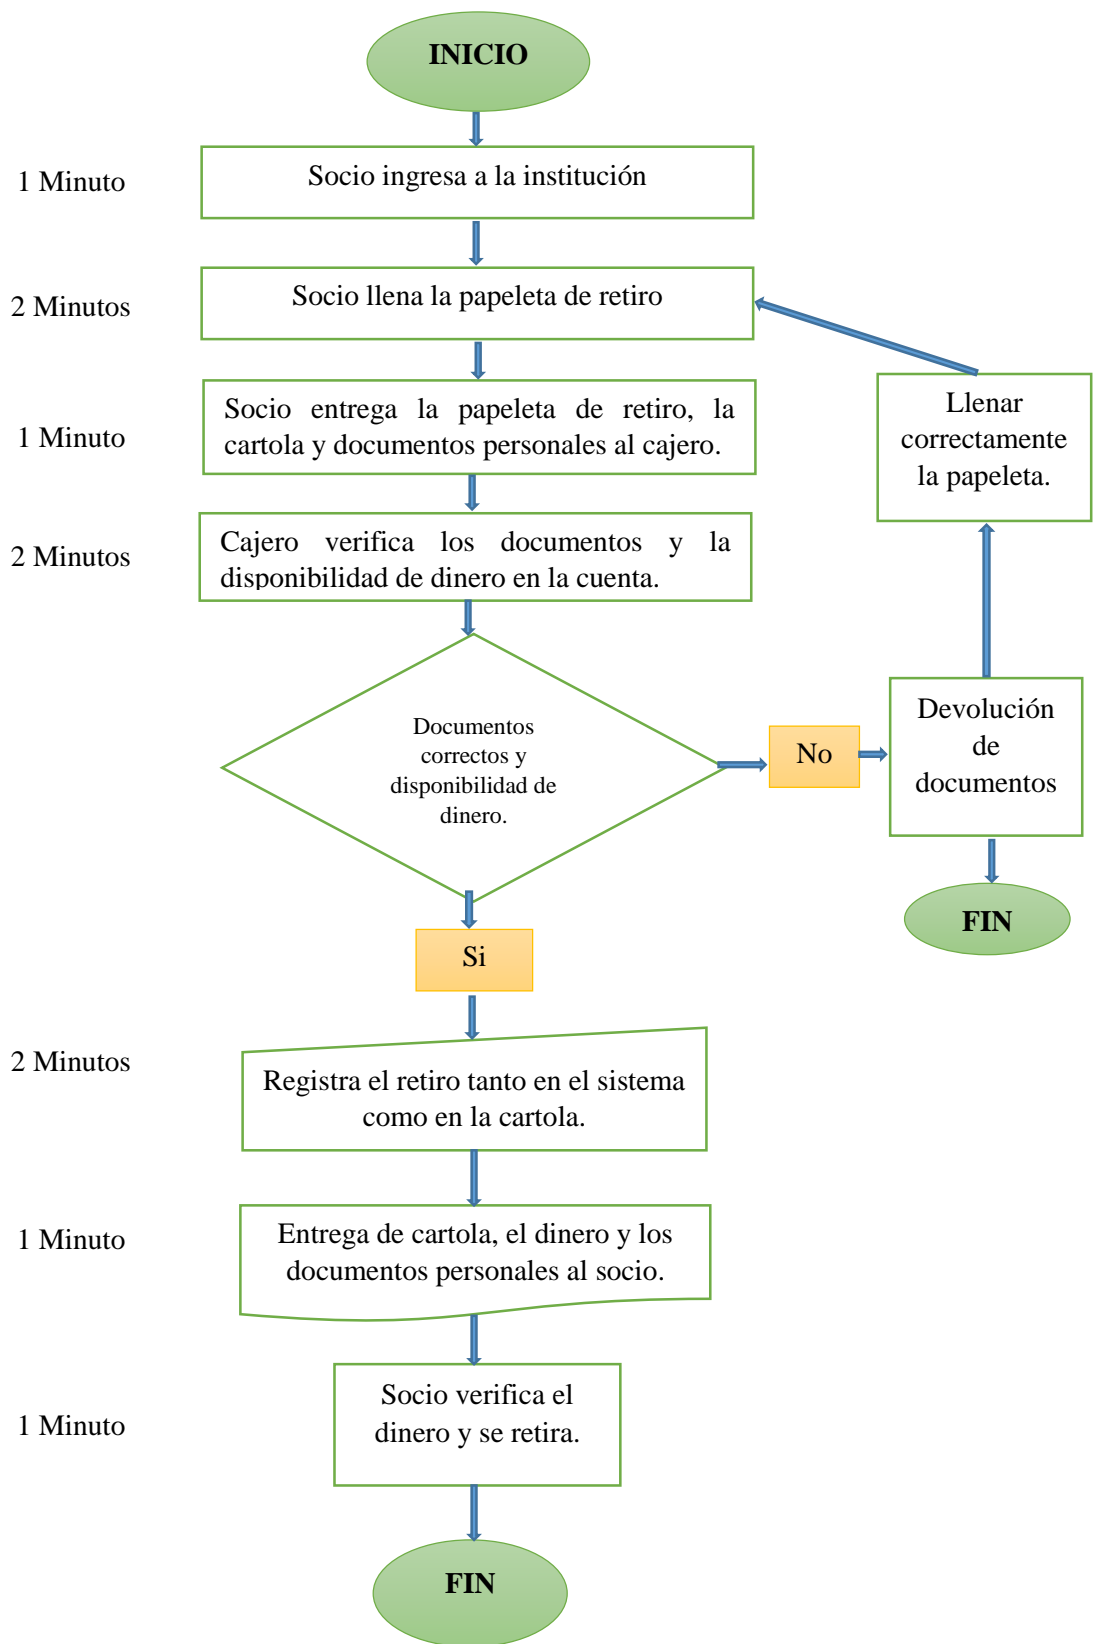 INICIO
1 Minuto
Socio ingresa a la institución
2 Minutos
Socio llena la papeleta de retiro
1 Minuto
Socio entrega la papeleta de retiro, la
cartola y documentos personales al cajero.
Llenar
correctamente
la papeleta.
2 Minutos
Cajero verifica los documentos y la
disponibilidad de dinero en la cuenta.
Documentos
correctos y
disponibilidad de
dinero.
No
Devolución
de
documentos
FIN
Si
2 Minutos
Registra el retiro tanto en el sistema
como en la cartola.
1 Minuto
Entrega de cartola, el dinero y los
documentos personales al socio.
1 Minuto
Socio verifica el
dinero y se retira.
FIN